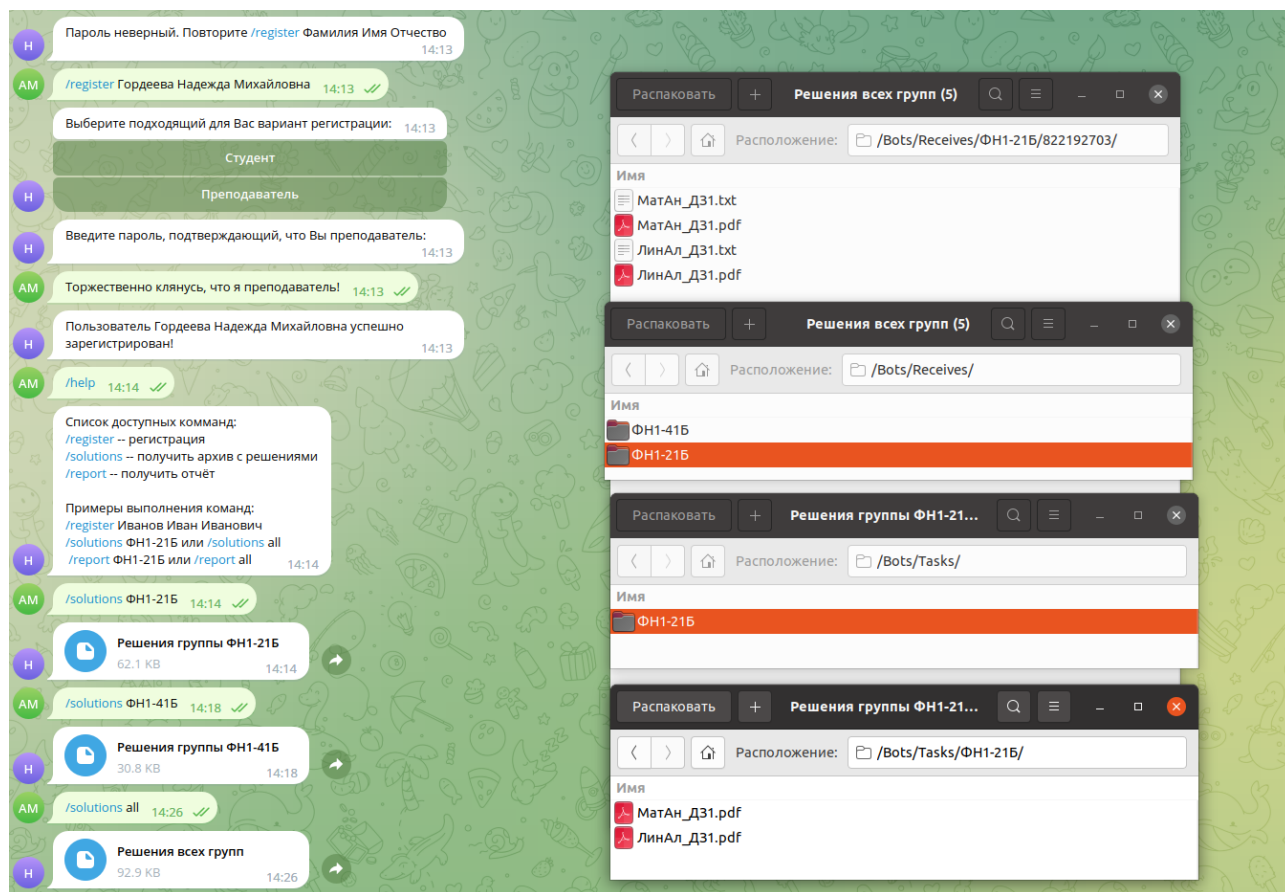 Пароль неверный. Повторите /register Фамилия Имя Отчество
14:13
Н
АМ
/register Гордеева Надежда Михайловна 14:13
Выберите подходящий для Вас вариант регистрации: 14:13
Студент
Преподаватель
Н
Введите пароль, подтверждающий, что Вы преподаватель:
14:13
Н
АМ
Торжественно клянусь, что я преподаватель! 14:13
Пользователь Гордеева Надежда Михайловна успешно
зарегистрирован!
14:13
Н
АМ
/help 14:14
Список доступных комманд:
/register -- регистрация
/solutions -- получить архив с решениями
/report -- получить отчёт
Примеры выполнения команд:
/register Иванов Иван Иванович
/solutions ФН1-21Б или /solutions all
/report ФН1-21Б или /report all
14:14
Н
АМ
/solutions ФН1-21Б 14:14
Решения группы ФН1-21Б
62.1 KB
14:14
Н
АМ
/solutions ФН1-41Б 14:18
Решения группы ФН1-41Б
30.8 KB
14:18
Н
АМ
/solutions all 14:26
Решения всех групп
92.9 KB
14:26
Н
Распаковать + Решения всех групп (5)
Расположение: /Bots/Receives/ФН1-21Б/822192703/
Имя
МатАн_ДЗ1.txt
МатАн_ДЗ1.pdf
ЛинАл_ДЗ1.txt
ЛинАл_ДЗ1.pdf
Распаковать + Решения всех групп (5)
Расположение: /Bots/Receives/
Имя
ФН1-41Б
ФН1-21Б
Распаковать + Решения группы ФН1-21...
Расположение: /Bots/Tasks/
Имя
ФН1-21Б
Распаковать + Решения группы ФН1-21...
Расположение: /Bots/Tasks/ФН1-21Б/
Имя
МатАн_ДЗ1.pdf
ЛинАл_ДЗ1.pdf